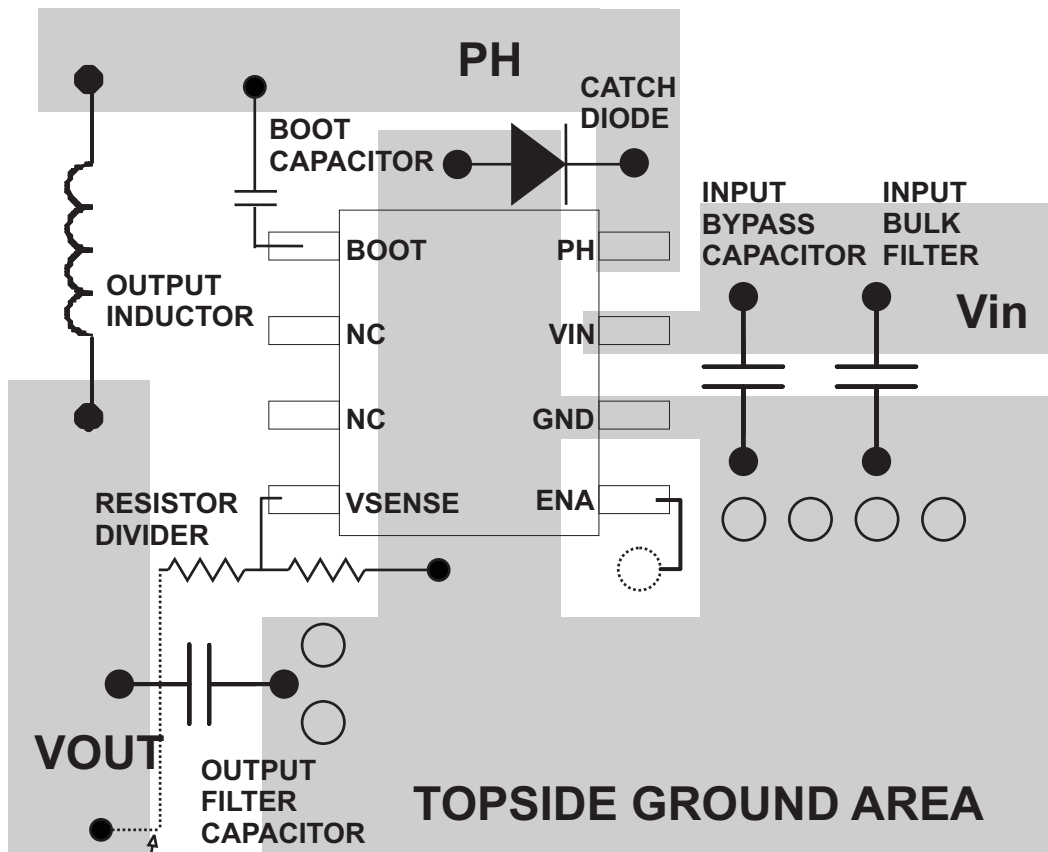 PH
CATCH
DIODE
BOOT
CAPACITOR
INPUT
BYPASS
CAPACITOR
INPUT
BULK
FILTER
BOOT
PH
OUTPUT
INDUCTOR
Vin
NC
VIN
NC
GND
RESISTOR
DIVIDER
VSENSE
ENA
VOUT
OUTPUT
FILTER
CAPACITOR
TOPSIDE GROUND AREA